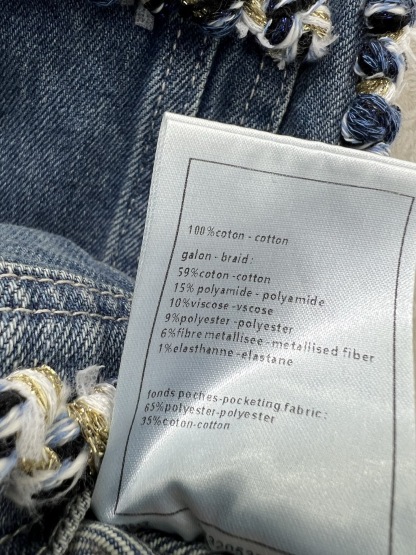 100%coton - cotton
galon - braid :
59%coton -cotton
15% polyamide - polyamide
10%viscose -vscose
9%polyester -polyester
6%fibre metallisee -metallised fiber
1%elasthanne -elastane
fonds poches-pocketing fabric :
65%polyester-polyester
35%coton-cotton